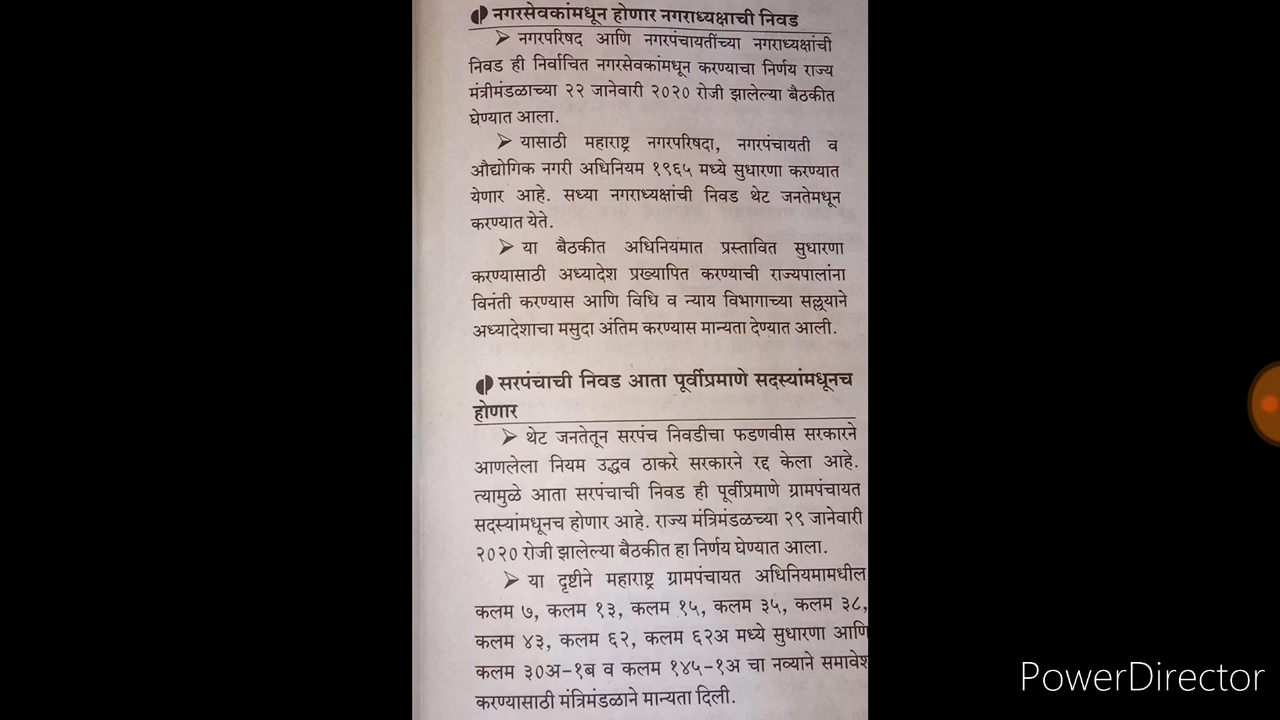 नगरसेवकांमधून होणार नगराध्यक्षाची निवड
➤ नगरपरिषद आणि नगरपंचायतींच्या नगराध्यक्षांची
निवड ही निर्वाचित नगरसेवकांमधून करण्याचा निर्णय राज्य
मंत्रीमंडळाच्या २२ जानेवारी २०२० रोजी झालेल्या बैठकीत
घेण्यात आला.
➤ यासाठी महाराष्ट्र नगरपरिषदा, नगरपंचायती व
औद्योगिक नगरी अधिनियम १९६५ मध्ये सुधारणा करण्यात
येणार आहे. सध्या नगराध्यक्षांची निवड थेट जनतेमधून
करण्यात येते.
➤ या बैठकीत अधिनियमात प्रस्तावित सुधारणा
करण्यासाठी अध्यादेश प्रख्यापित करण्याची राज्यपालांना
विनंती करण्यास आणि विधि व न्याय विभागाच्या सल्ल्याने
अध्यादेशाचा मसुदा अंतिम करण्यास मान्यता देण्यात आली.
सरपंचाची निवड आता पूर्वीप्रमाणे सदस्यांमधूनच
होणार
➤ थेट जनतेतून सरपंच निवडीचा फडणवीस सरकारने
आणलेला नियम उद्धव ठाकरे सरकारने रद्द केला आहे.
त्यामुळे आता सरपंचाची निवड ही पूर्वीप्रमाणे ग्रामपंचायत
सदस्यांमधूनच होणार आहे. राज्य मंत्रिमंडळच्या २९ जानेवारी
२०२० रोजी झालेल्या बैठकीत हा निर्णय घेण्यात आला.
➤ या दृष्टीने महाराष्ट्र ग्रामपंचायत अधिनियमामधील
कलम ७, कलम १३, कलम १५, कलम ३५, कलम ३८,
कलम ४३, कलम ६२, कलम ६२अ मध्ये सुधारणा आणि
कलम ३०अ-१ब व कलम १४५-१अ चा नव्याने समावेश
करण्यासाठी मंत्रिमंडळाने मान्यता दिली.
PowerDirector